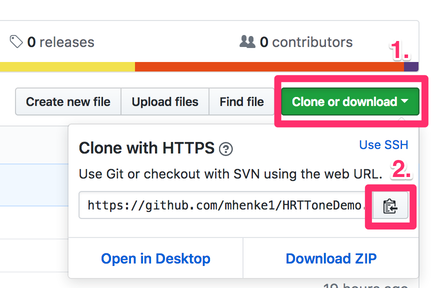 0 releases
0 contributors
1.
Create new file
Upload files
Find file
Clone or download
Clone with HTTPS ?
Use SSH
Use Git or checkout with SVN using the web URL.
2.
https://github.com/mhenke1/HRTToneDemo.
Open in Desktop
Download ZIP
19 hours ago